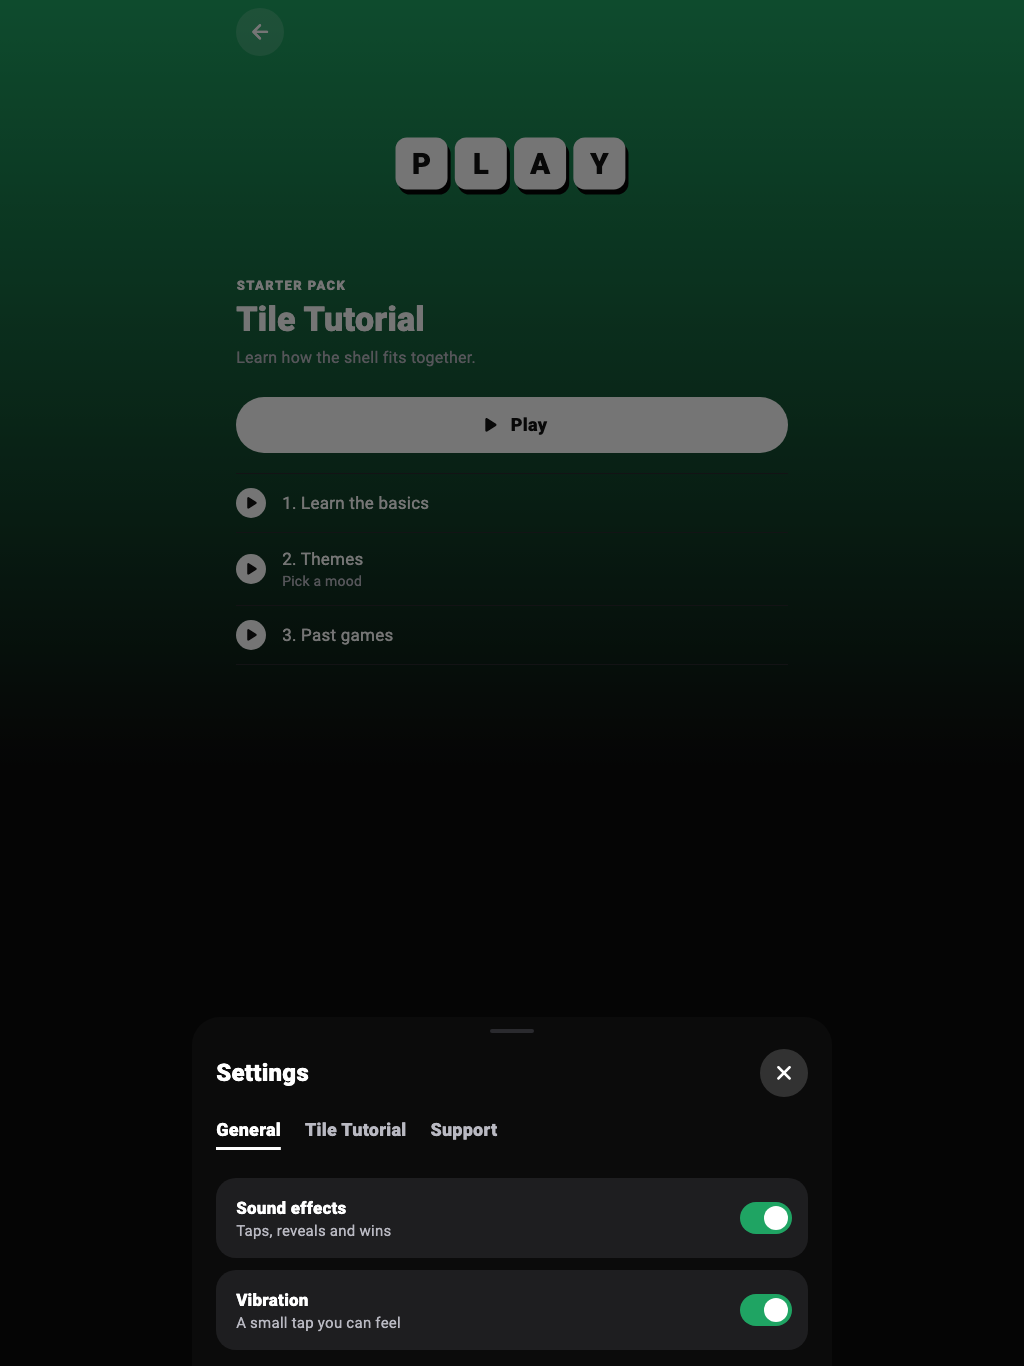 PLAY
STARTER PACK
Tile Tutorial
Learn how the shell fits together.
Play
1. Learn the basics
2. Themes
Pick a mood
3. Past games
Settings
General Tile Tutorial Support
Sound effects
Taps, reveals and wins
Vibration
A small tap you can feel